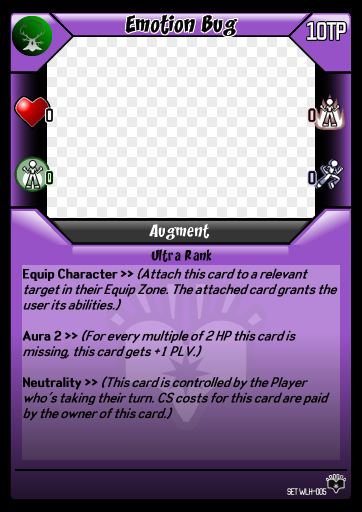 Emotion Bug
10TP
0
0
0
0
Augment
Ultra Rank
Equip Character >> (Attach this card to a relevant
target in their Equip Zone. The attached card grants the
user its abilities.)
Aura 2 >> (For every multiple of 2 HP this card is
missing, this card gets +1 PLV.)
Neutrality >> (This card is controlled by the Player
who's taking their turn. CS costs for this card are paid
by the owner of this card.)
SET WLH-005